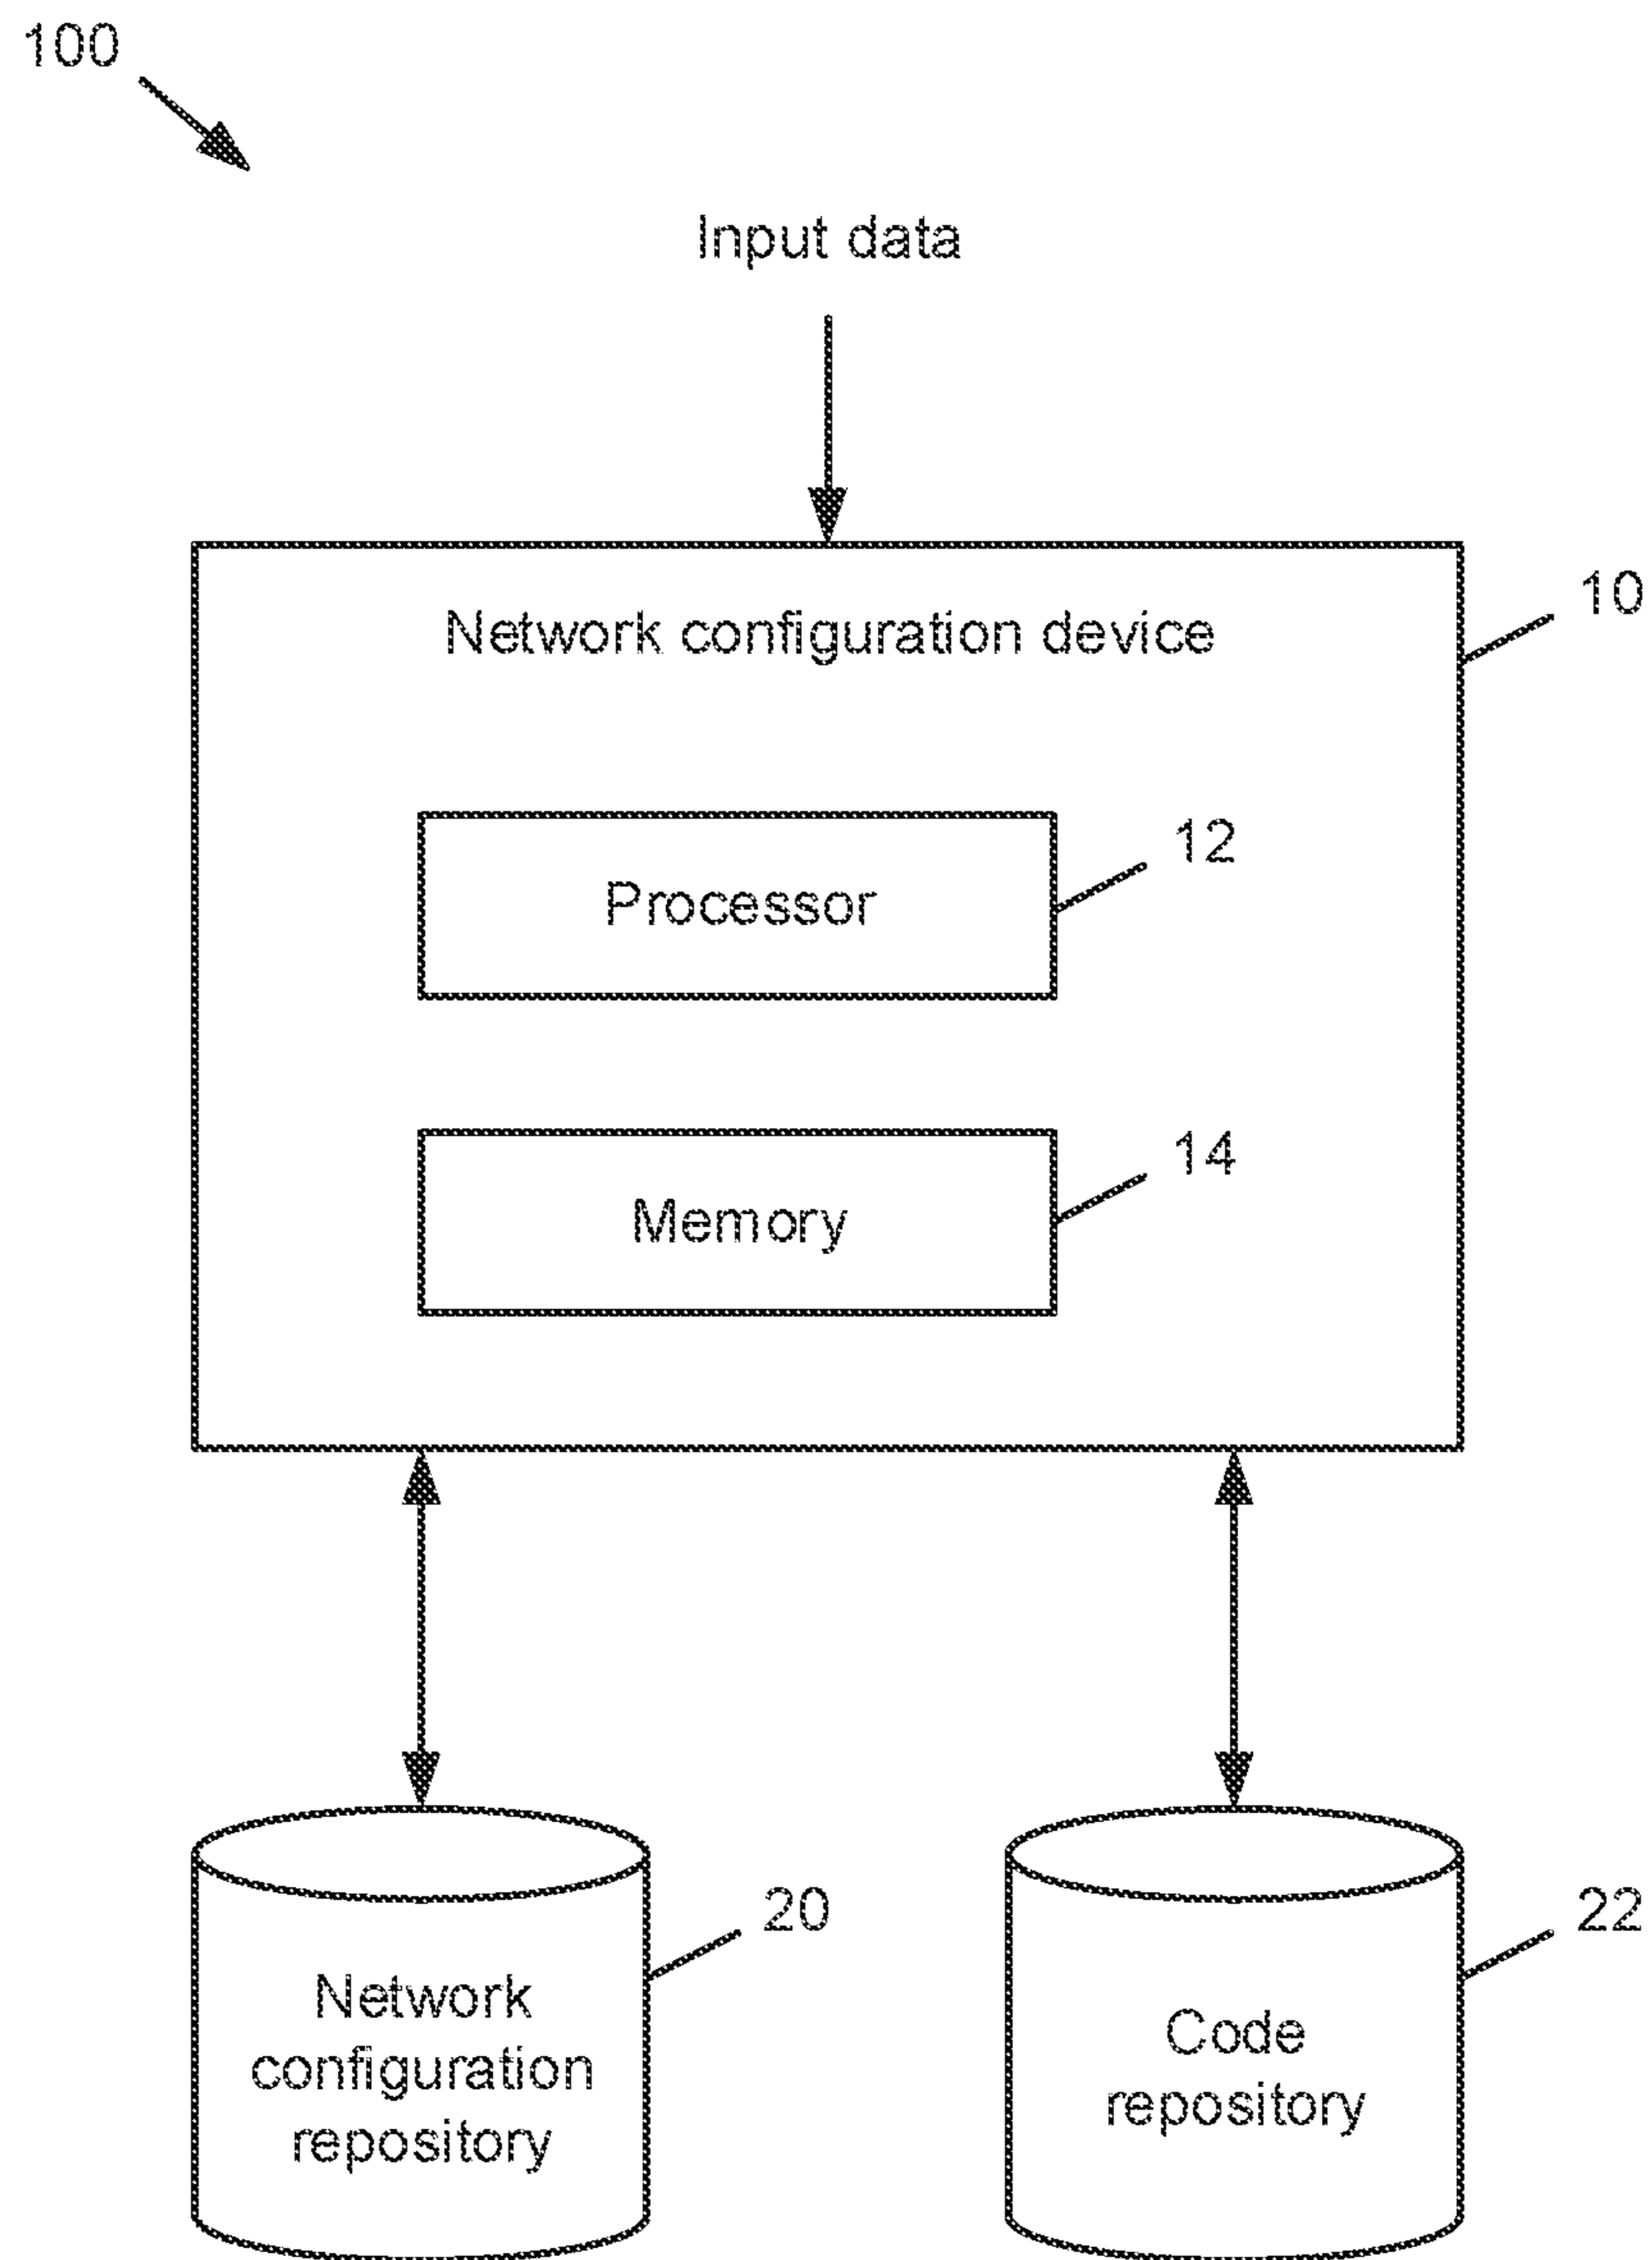 100
Input data
Network configuration device
10
Processor
12
Memory
14
Network
configuration
repository
20
Code
repository
22